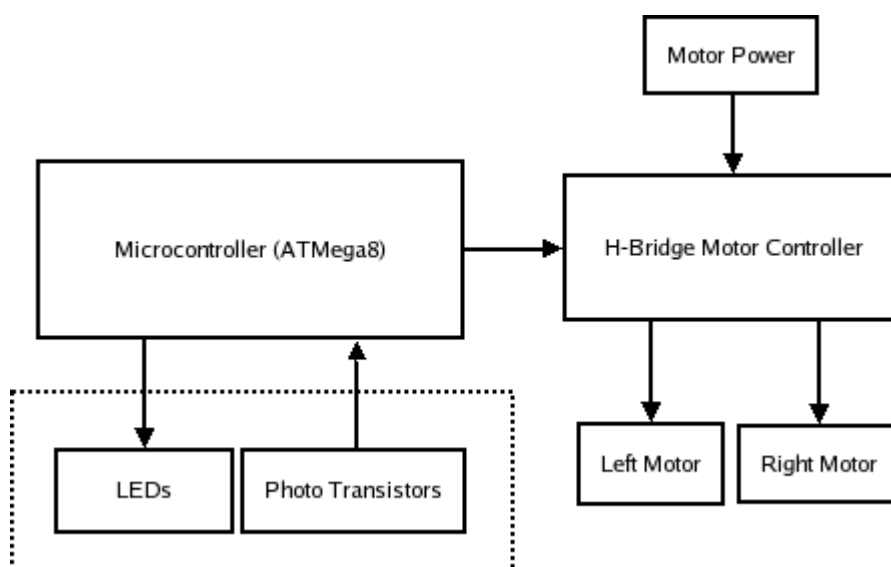 Motor Power
Microcontroller (ATMega8)
H-Bridge Motor Controller
Left Motor
Right Motor
LEDs
Photo Transistors